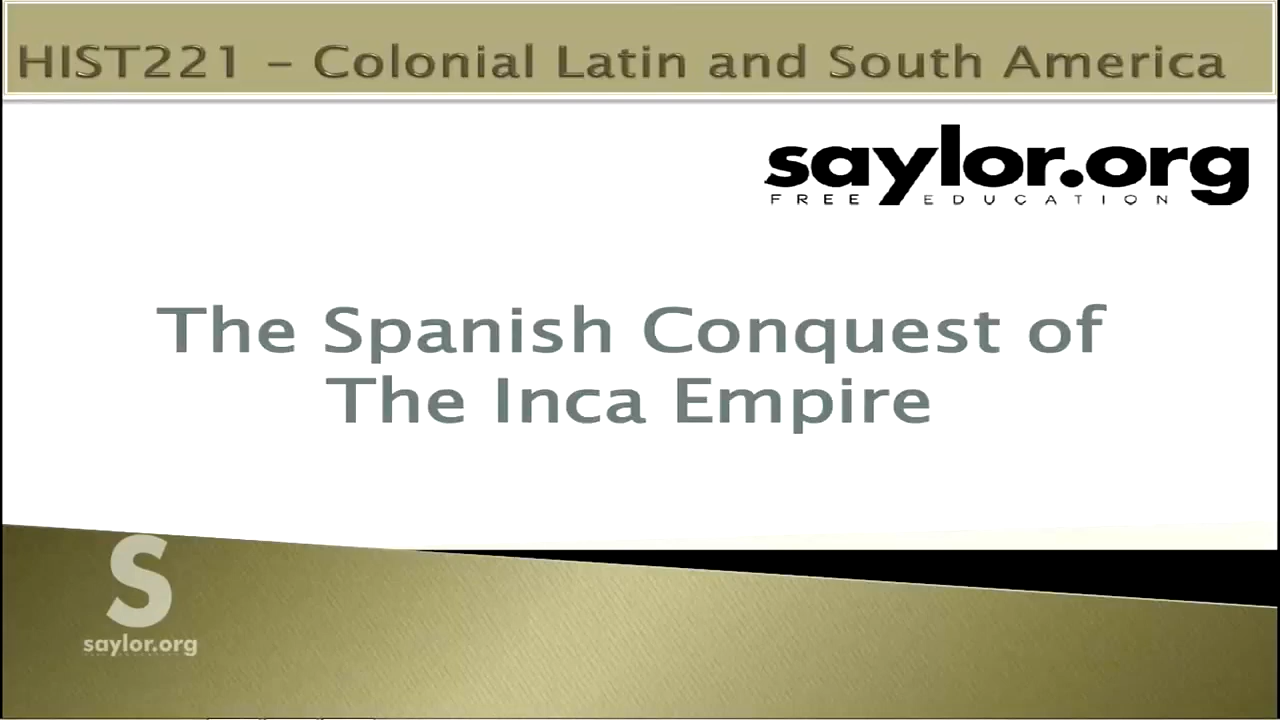 HIST221 – Colonial Latin and South America
saylor.org
FREE EDUCATION
The Spanish Conquest of
The Inca Empire
S
saylor.org